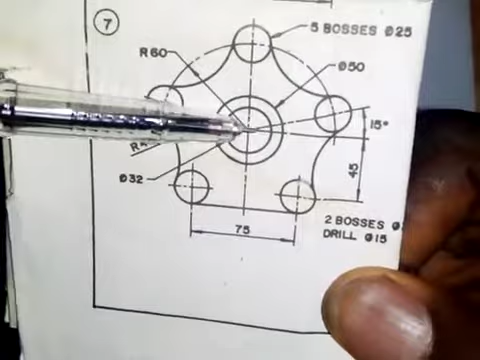 7
5 BOSSES Ø25
R60
Ø50
15°
45
Ø32
2 BOSSES
DRILL Ø15
75